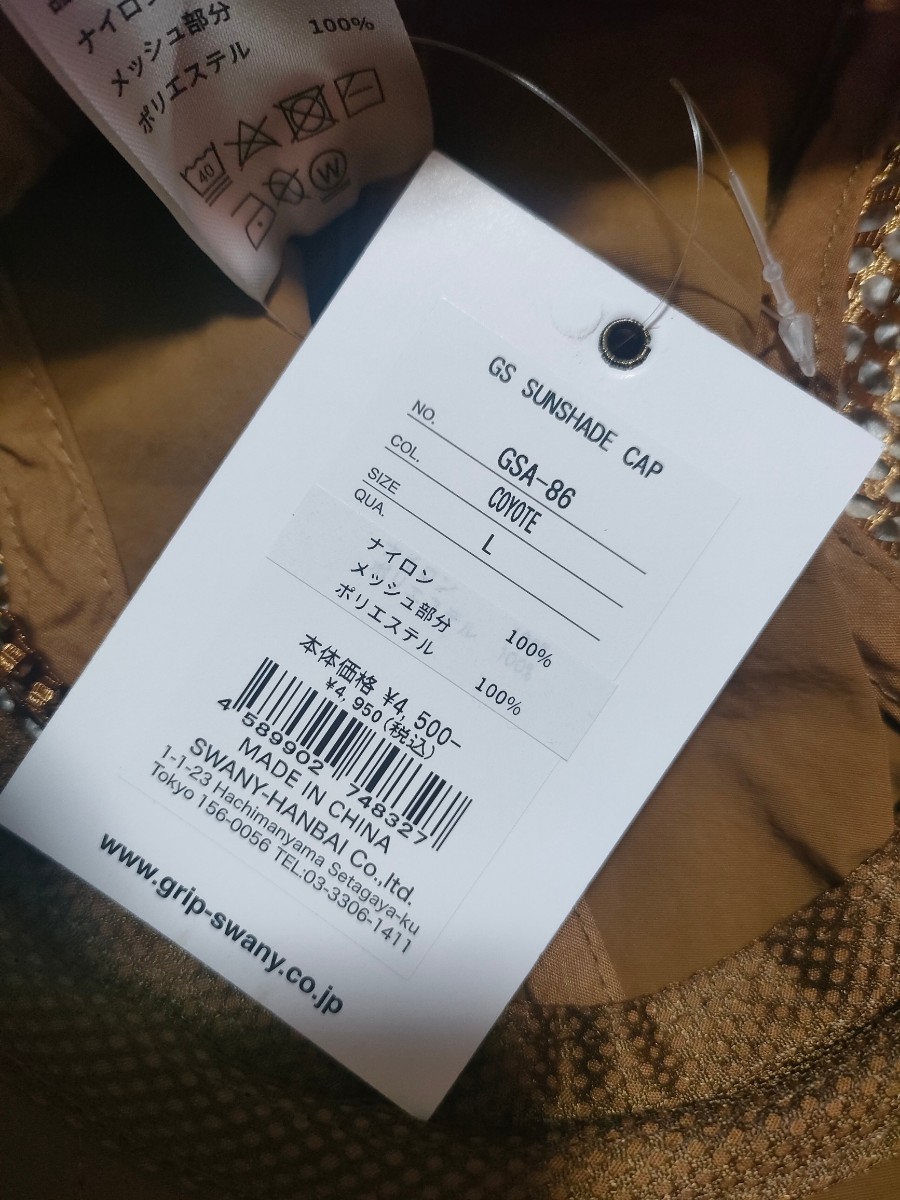 ナイロン
100%
メッシュ部分
ポリエステル
40
W
GS SUNSHADE CAP
NO. GSA-86
COL. COYOTE
SIZE L
QUA.
ナイロン 100%
メッシュ部分
ポリエステル 100%
本体価格 ¥4,500-
¥4,950(税込)
4 589902 748327
MADE IN CHINA
SWANY-HANBAI Co.,ltd.
1-1-23 Hachimanyama Setagaya-ku
Tokyo 156-0056 TEL:03-3306-1411
www.grip-swany.co.jp